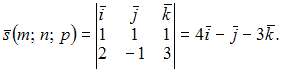 s̄(m; n; p) = | ī j̄ k̄ | = 4ī − j̄ − 3k̄.
| 1 1 1 |
| 2 −1 3 |